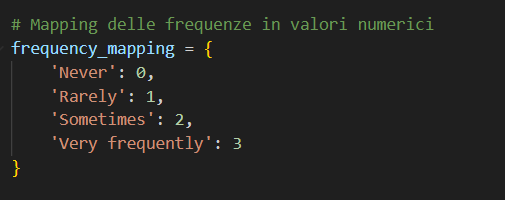 # Mapping delle frequenze in valori numerici
frequency_mapping = {
    'Never': 0,
    'Rarely': 1,
    'Sometimes': 2,
    'Very frequently': 3
}